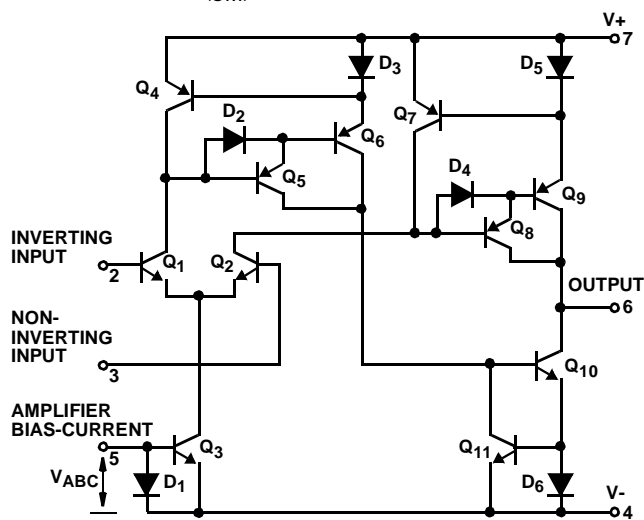 V+
7
D3
D5
Q4
D2
Q7
Q6
D4
Q5
Q9
Q8
INVERTING
INPUT
2
Q1
Q2
OUTPUT
6
NON-
INVERTING
INPUT
3
Q10
AMPLIFIER
BIAS-CURRENT
5
Q3
Q11
VABC
D1
D6
V-
4